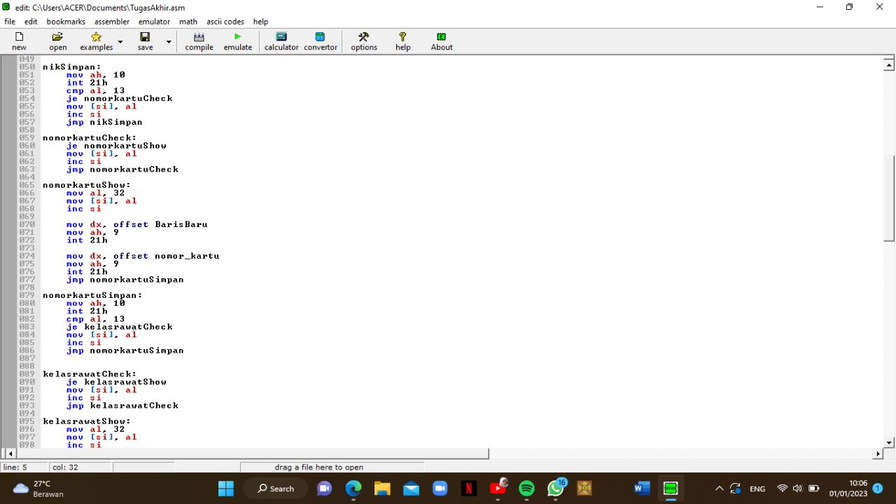 edit: C:\Users\ACER\Documents\TugasAkhir.asm
file edit bookmarks assembler emulator math ascii codes help
new open examples save compile emulate calculator convertor options help About
049
050 nikSimpan:
051 mov ah, 10
052 int 21h
053 cmp al, 13
054 je nomorkartuCheck
055 mov [si], al
056 inc si
057 jmp nikSimpan
058
059 nomorkartuCheck:
060 je nomorkartuShow
061 mov [si], al
062 inc si
063 jmp nomorkartuCheck
064
065 nomorkartuShow:
066 mov al, 32
067 mov [si], al
068 inc si
069
070 mov dx, offset BarisBaru
071 mov ah, 9
072 int 21h
073
074 mov dx, offset nomor_kartu
075 mov ah, 9
076 int 21h
077 jmp nomorkartuSimpan
078
079 nomorkartuSimpan:
080 mov ah, 10
081 int 21h
082 cmp al, 13
083 je kelasrawatCheck
084 mov [si], al
085 inc si
086 jmp nomorkartuSimpan
087
088
089 kelasrawatCheck:
090 je kelasrawatShow
091 mov [si], al
092 inc si
093 jmp kelasrawatCheck
094
095 kelasrawatShow:
096 mov al, 32
097 mov [si], al
098 inc si
line: 5 col: 32 drag a file here to open
27°C
Berawan
Search
16
ENG
10:06
01/01/2023
1